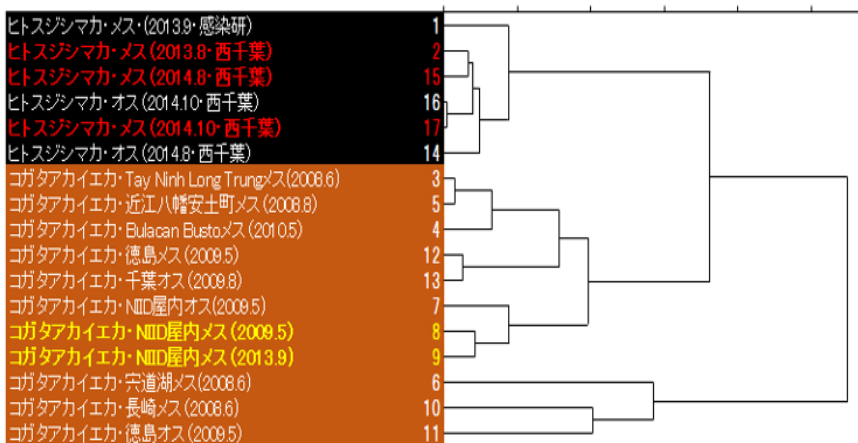 ヒトスジシマカ・メス・(2013.9・感染研) 1
ヒトスジシマカ・メス(2013.8・西千葉) 2
ヒトスジシマカ・メス(2014.8・西千葉) 15
ヒトスジシマカ・オス(2014.10・西千葉) 16
ヒトスジシマカ・メス(2014.10・西千葉) 17
ヒトスジシマカ・オス(2014.8・西千葉) 14
コガタアカイエカ・Tay Ninh Long Trungメス(2008.6) 3
コガタアカイエカ・近江八幡安土町メス(2008.8) 5
コガタアカイエカ・Bulacan Bustoメス(2010.5) 4
コガタアカイエカ・徳島メス(2009.5) 12
コガタアカイエカ・千葉オス(2009.8) 13
コガタアカイエカ・NIID屋内オス(2009.5) 7
コガタアカイエカ・NIID屋内メス(2009.5) 8
コガタアカイエカ・NIID屋内メス(2013.9) 9
コガタアカイエカ・宍道湖メス(2008.6) 6
コガタアカイエカ・長崎メス(2008.6) 10
コガタアカイエカ・徳島オス(2009.5) 11